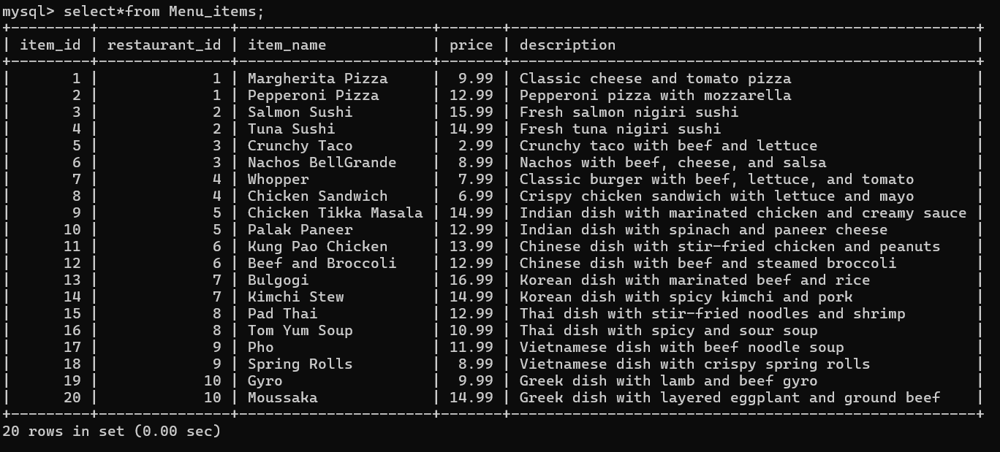 mysql> select*from Menu_items;
+---------+---------------+----------------------+-------+-----------------------------------------------------+
| item_id | restaurant_id | item_name            | price | description                                         |
+---------+---------------+----------------------+-------+-----------------------------------------------------+
|       1 |             1 | Margherita Pizza     |  9.99 | Classic cheese and tomato pizza                     |
|       2 |             1 | Pepperoni Pizza      | 12.99 | Pepperoni pizza with mozzarella                     |
|       3 |             2 | Salmon Sushi         | 15.99 | Fresh salmon nigiri sushi                           |
|       4 |             2 | Tuna Sushi           | 14.99 | Fresh tuna nigiri sushi                             |
|       5 |             3 | Crunchy Taco         |  2.99 | Crunchy taco with beef and lettuce                  |
|       6 |             3 | Nachos BellGrande    |  8.99 | Nachos with beef, cheese, and salsa                 |
|       7 |             4 | Whopper              |  7.99 | Classic burger with beef, lettuce, and tomato       |
|       8 |             4 | Chicken Sandwich     |  6.99 | Crispy chicken sandwich with lettuce and mayo       |
|       9 |             5 | Chicken Tikka Masala | 14.99 | Indian dish with marinated chicken and creamy sauce |
|      10 |             5 | Palak Paneer         | 12.99 | Indian dish with spinach and paneer cheese          |
|      11 |             6 | Kung Pao Chicken     | 13.99 | Chinese dish with stir-fried chicken and peanuts    |
|      12 |             6 | Beef and Broccoli    | 12.99 | Chinese dish with beef and steamed broccoli         |
|      13 |             7 | Bulgogi              | 16.99 | Korean dish with marinated beef and rice            |
|      14 |             7 | Kimchi Stew          | 14.99 | Korean dish with spicy kimchi and pork              |
|      15 |             8 | Pad Thai             | 12.99 | Thai dish with stir-fried noodles and shrimp        |
|      16 |             8 | Tom Yum Soup         | 10.99 | Thai dish with spicy and sour soup                  |
|      17 |             9 | Pho                  | 11.99 | Vietnamese dish with beef noodle soup               |
|      18 |             9 | Spring Rolls         |  8.99 | Vietnamese dish with crispy spring rolls            |
|      19 |            10 | Gyro                 |  9.99 | Greek dish with lamb and beef gyro                  |
|      20 |            10 | Moussaka             | 14.99 | Greek dish with layered eggplant and ground beef    |
+---------+---------------+----------------------+-------+-----------------------------------------------------+
20 rows in set (0.00 sec)